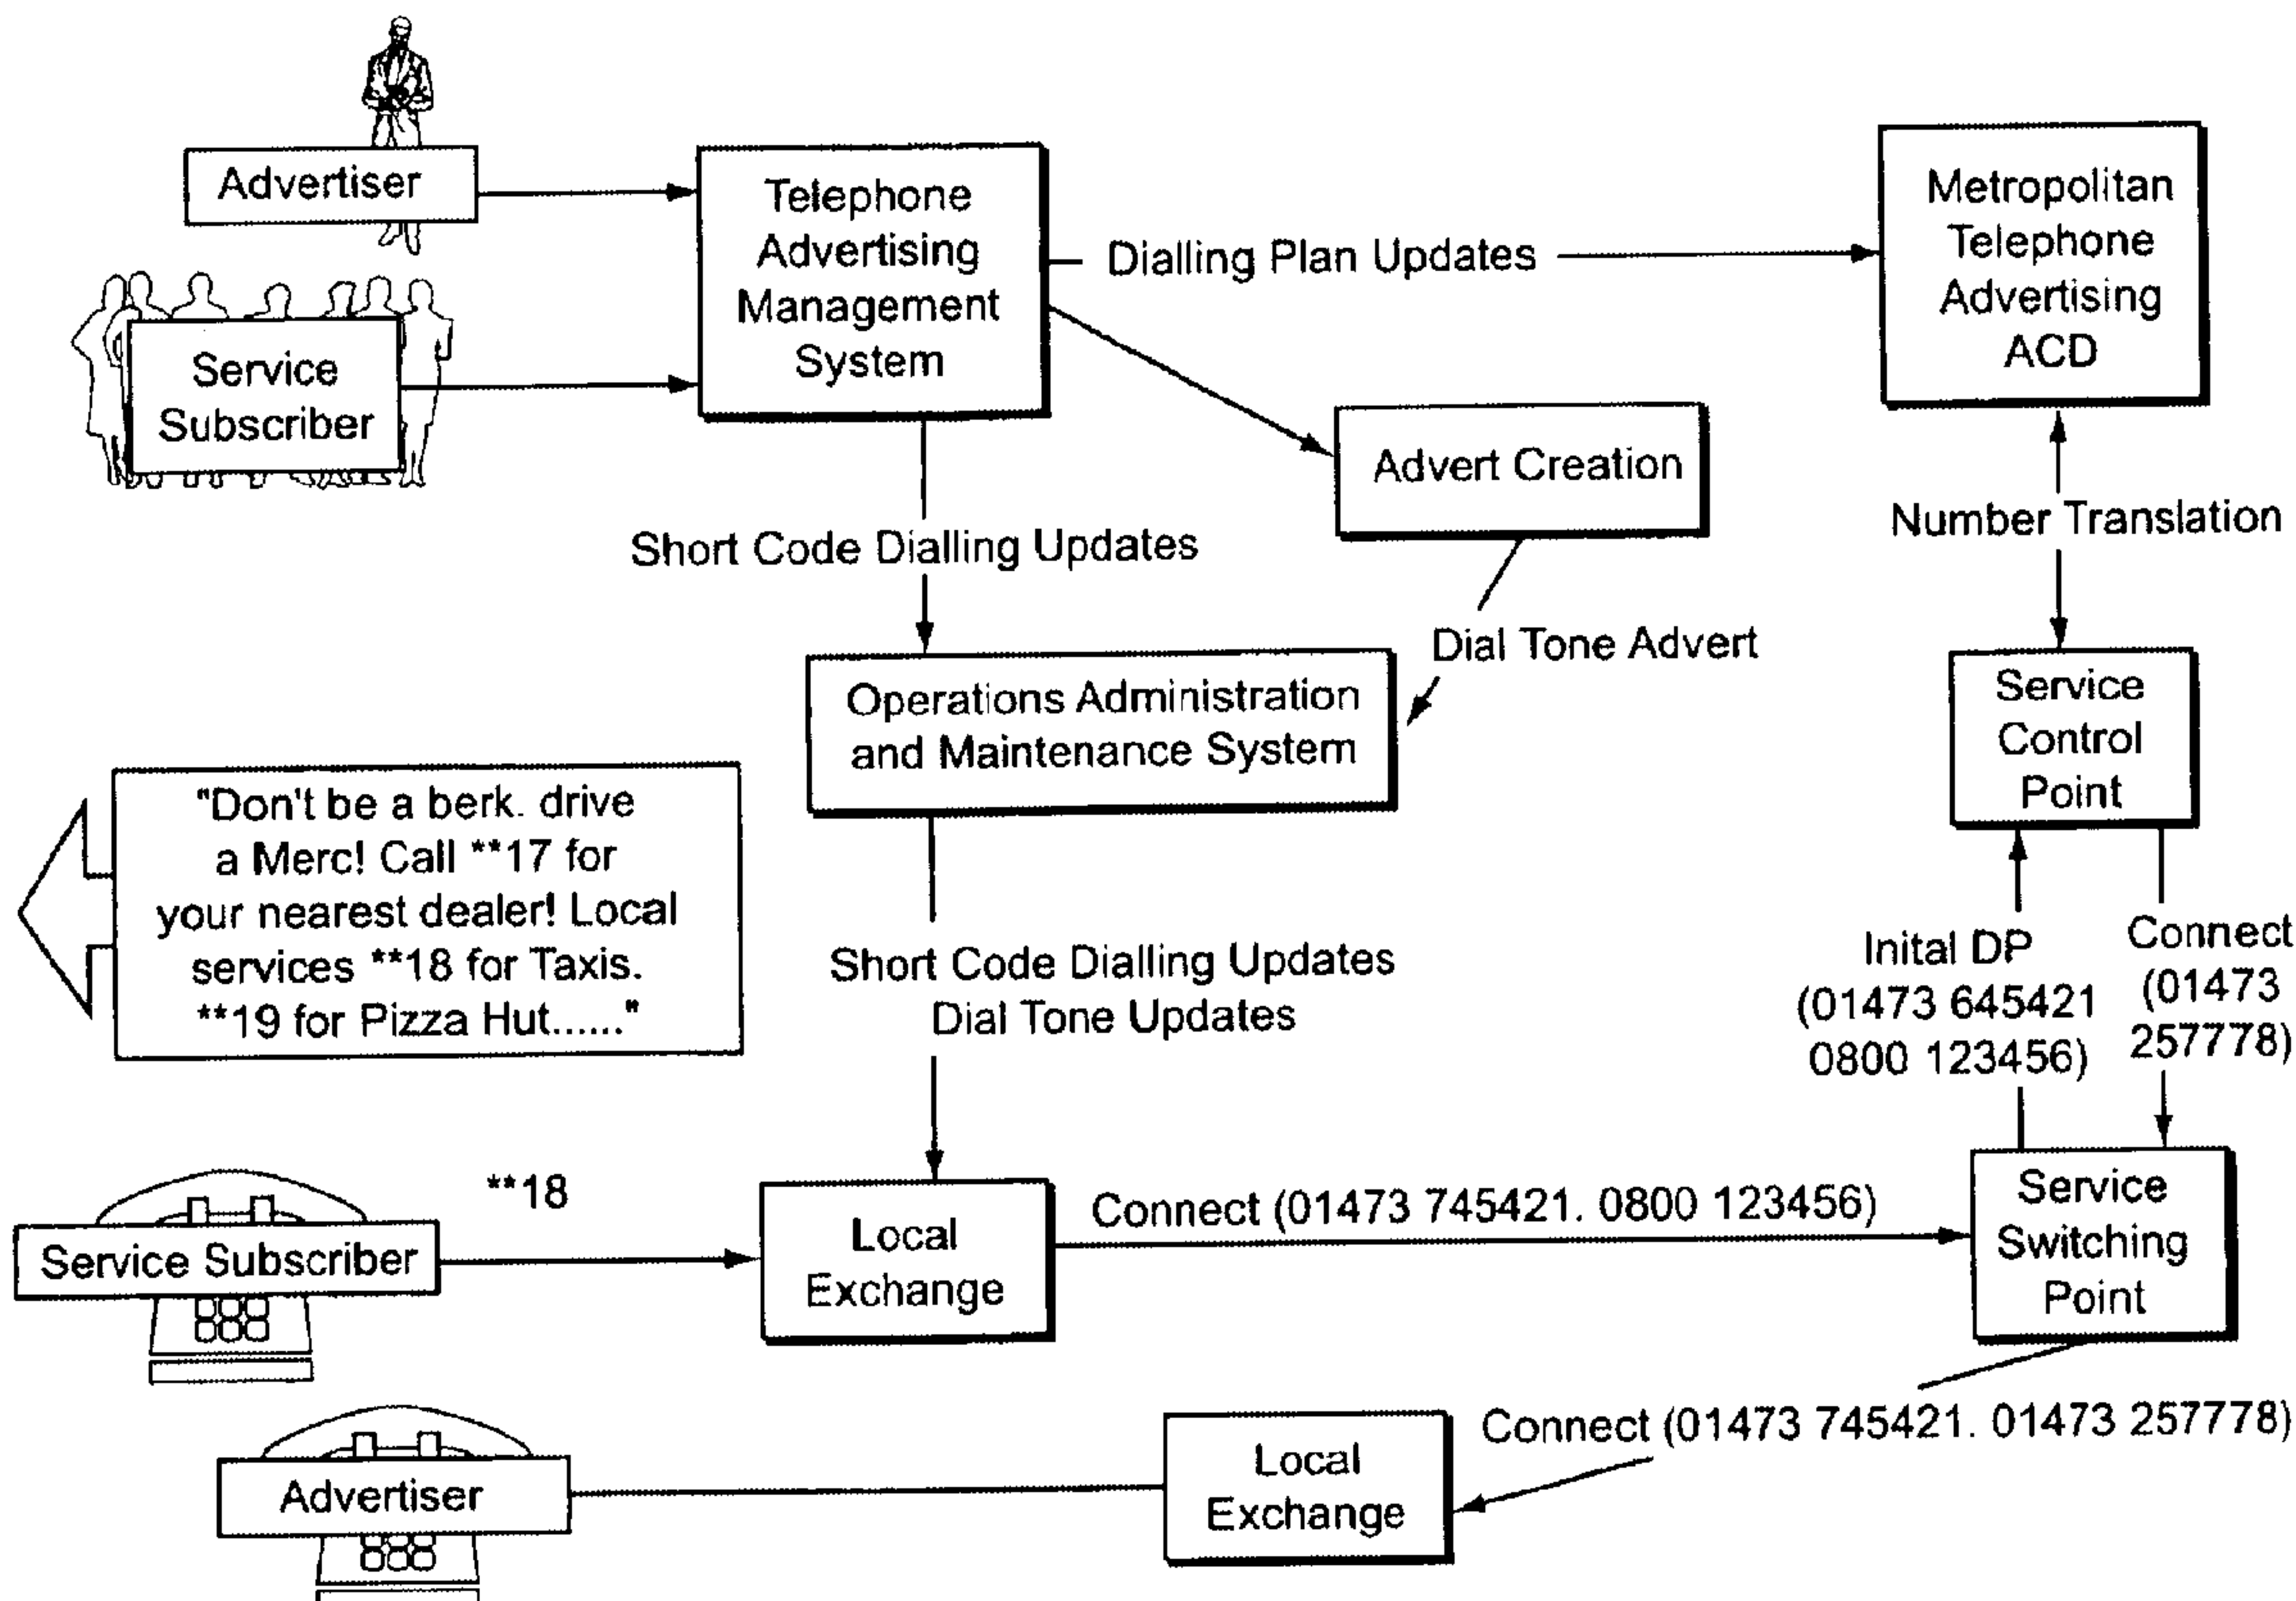 Advertiser
Service
Subscriber
Telephone
Advertising
Management
System
Dialling Plan Updates
Metropolitan
Telephone
Advertising
ACD
Advert Creation
Number Translation
Short Code Dialling Updates
Dial Tone Advert
Operations Administration
and Maintenance System
Service
Control
Point
"Don't be a berk. drive
a Merc! Call **17 for
your nearest dealer! Local
services **18 for Taxis.
**19 for Pizza Hut......"
Short Code Dialling Updates
Dial Tone Updates
Inital DP
(01473 645421
0800 123456)
Connect
(01473
257778)
Service Subscriber
**18
Local
Exchange
Connect (01473 745421. 0800 123456)
Service
Switching
Point
Advertiser
Local
Exchange
Connect (01473 745421. 01473 257778)